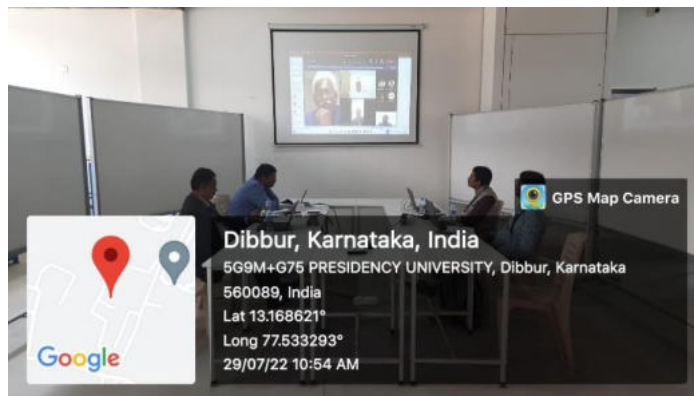 GPS Map Camera
Dibbur, Karnataka, India
5G9M+G75 PRESIDENCY UNIVERSITY, Dibbur, Karnataka
560089, India
Lat 13.168621°
Long 77.533293°
29/07/22 10:54 AM
Google